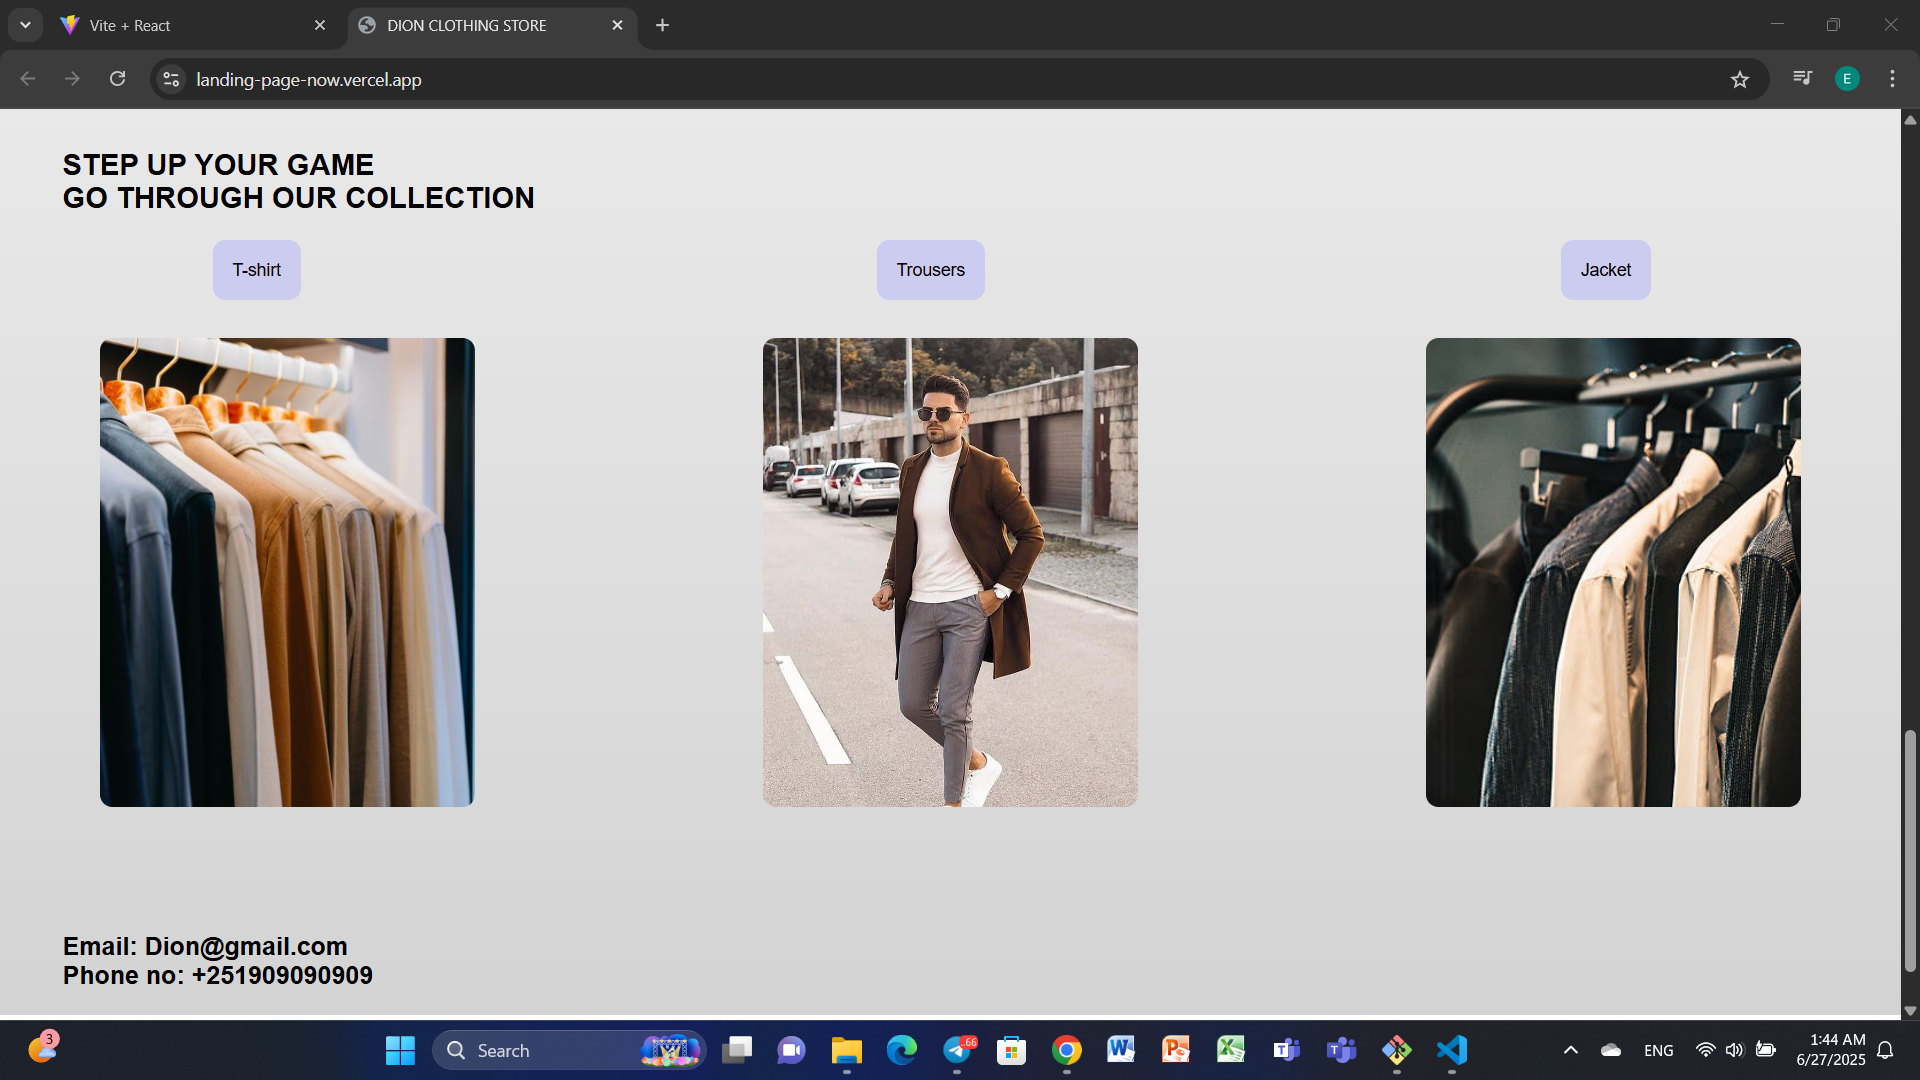 Vite + React
DION CLOTHING STORE
landing-page-now.vercel.app
E
STEP UP YOUR GAME
GO THROUGH OUR COLLECTION
T-shirt
Trousers
Jacket
Email: Dion@gmail.com
Phone no: +251909090909
3
Search
66
ENG
1:44 AM
6/27/2025